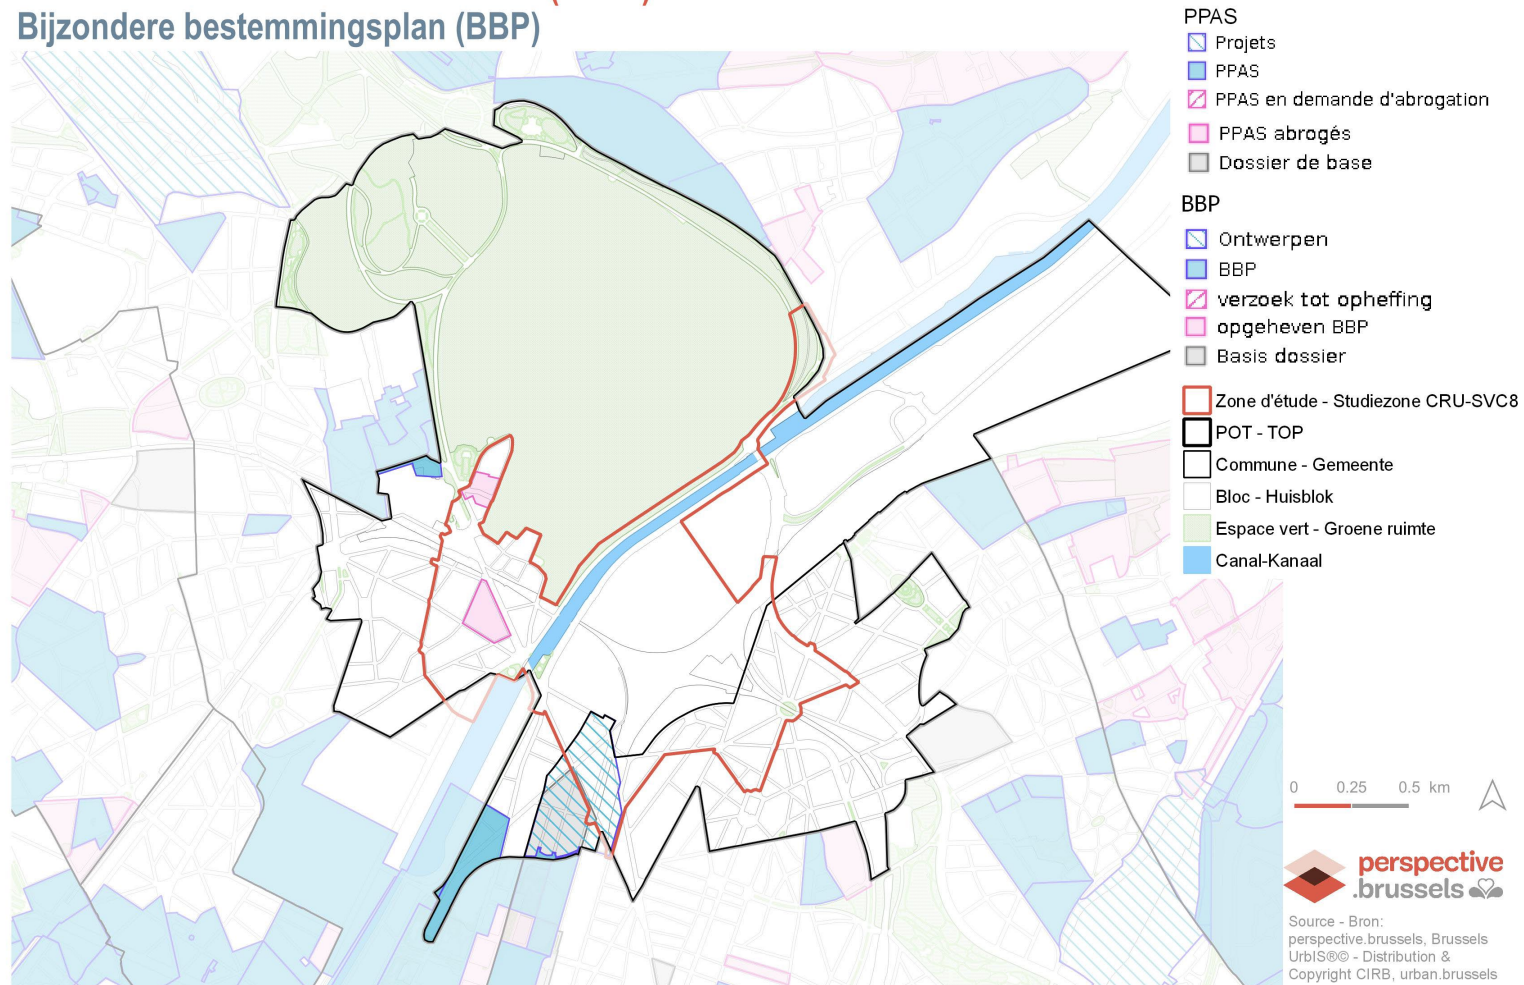 Bijzondere bestemmingsplan (BBP)
PPAS
Projets
PPAS
PPAS en demande d'abrogation
PPAS abrogés
Dossier de base
BBP
Ontwerpen
BBP
verzoek tot opheffing
opgeheven BBP
Basis dossier
Zone d'étude - Studiezone CRU-SVC8
POT - TOP
Commune - Gemeente
Bloc - Huisblok
Espace vert - Groene ruimte
Canal-Kanaal
0 0.25 0.5 km
perspective
.brussels
Source - Bron:
perspective.brussels, Brussels
UrbIS®© - Distribution &
Copyright CIRB, urban.brussels